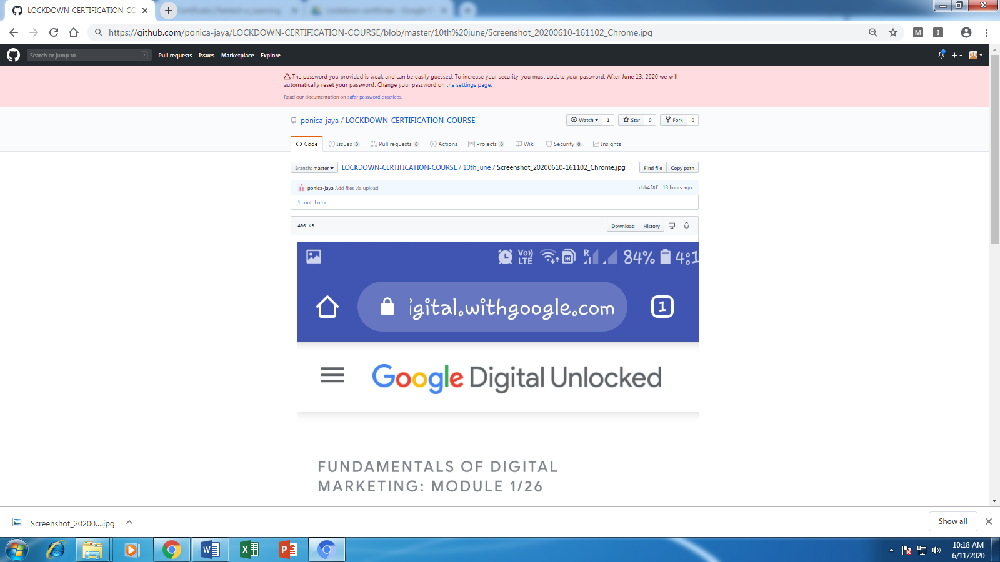 LOCKDOWN-CERTIFICATION-CO
https://github.com/ponica-jaya/LOCKDOWN-CERTIFICATION-COURSE/blob/master/10th%20june/Screenshot_20200610-161102_Chrome.jpg
M I
Search or jump to... / Pull requests Issues Marketplace Explore
The password you provided is weak and can be easily guessed. To increase your security, you must update your password. After June 13, 2020 we will
automatically reset your password. Change your password on the settings page.
Read our documentation on safer password practices.
ponica-jaya / LOCKDOWN-CERTIFICATION-COURSE Watch 1 Star 0 Fork 0
Code Issues 0 Pull requests 0 Actions Projects 0 Wiki Security 0 Insights
Branch: master LOCKDOWN-CERTIFICATION-COURSE / 10th june / Screenshot_20200610-161102_Chrome.jpg Find file Copy path
ponica-jaya Add files via upload dbb4f8f 13 hours ago
1 contributor
400 KB Download History
Vo)) LTE R 84% 4:1
igital.withgoogle.com 1
Google Digital Unlocked
FUNDAMENTALS OF DIGITAL
MARKETING: MODULE 1/26
Screenshot_20200....jpg Show all
10:18 AM
6/11/2020